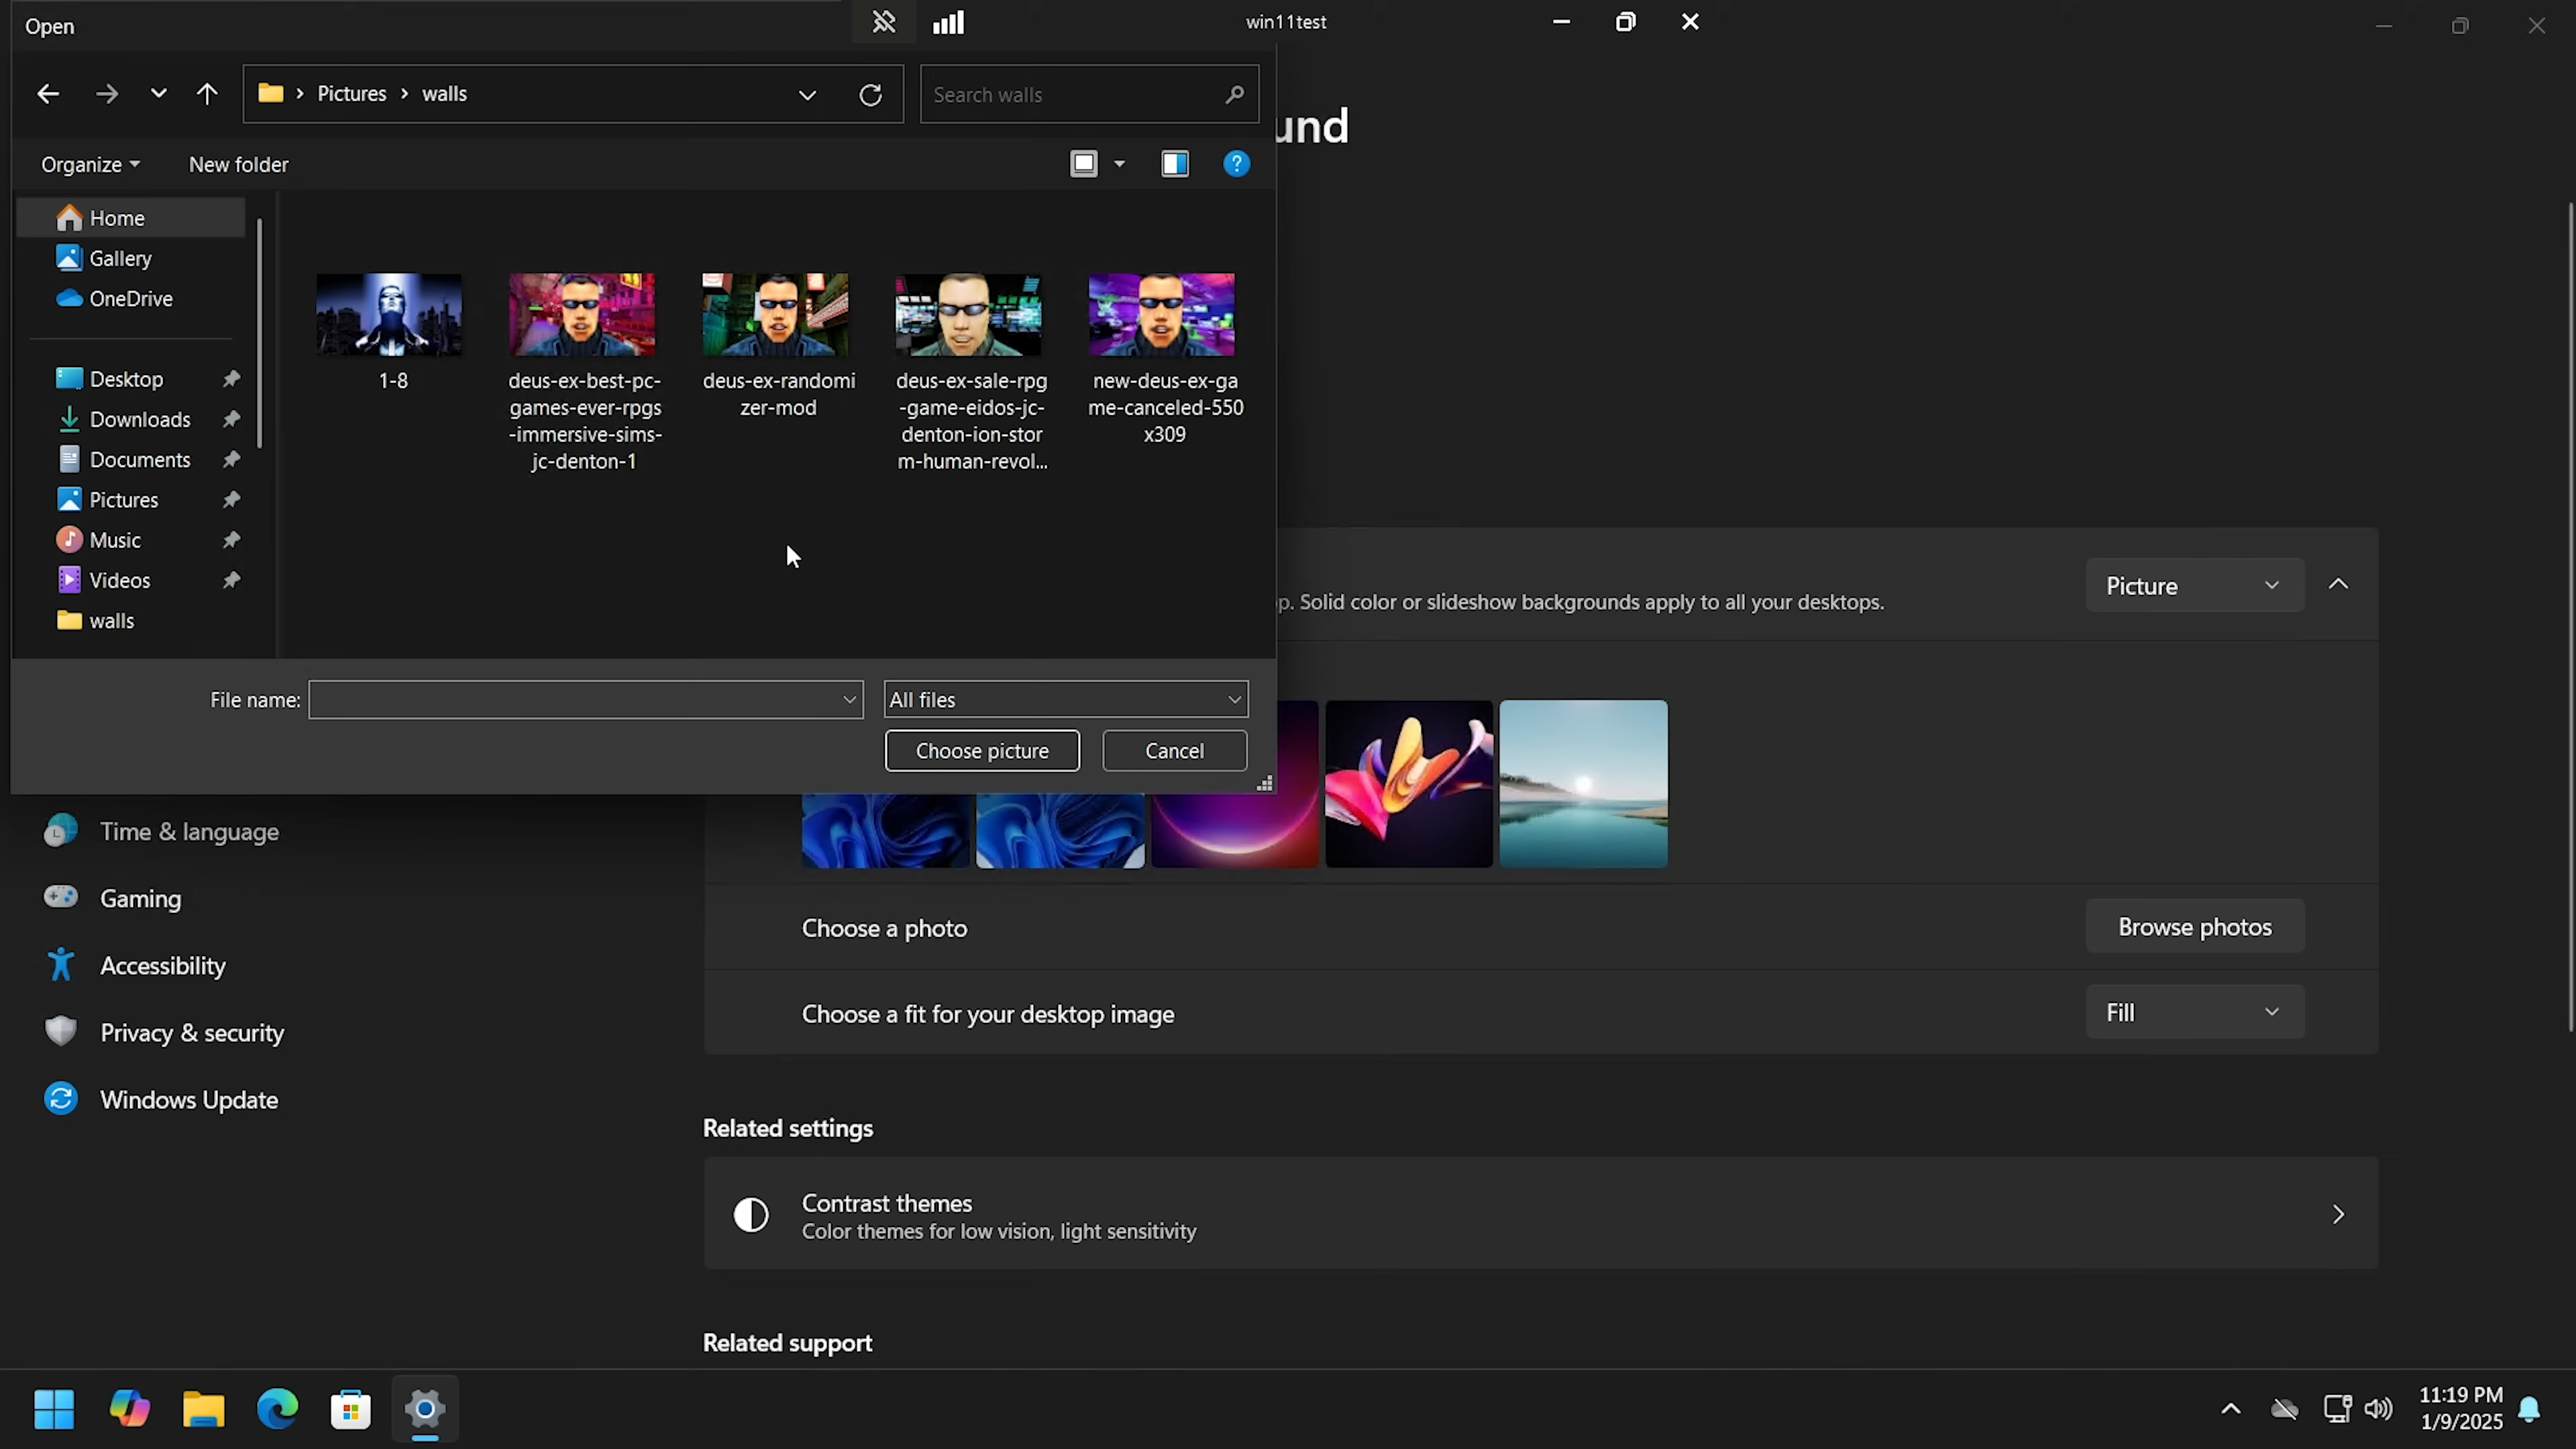 Open
win11test
Pictures
walls
Search walls
Organize
New folder
Home
Gallery
OneDrive
Desktop
Downloads
Documents
Pictures
Music
Videos
walls
1-8
deus-ex-best-pc-
games-ever-rpgs
-immersive-sims-
jc-denton-1
deus-ex-randomi
zer-mod
deus-ex-sale-rpg
-game-eidos-jc-
denton-ion-stor
m-human-revol...
new-deus-ex-ga
me-canceled-550
x309
File name:
All files
Choose picture
Cancel
und
p. Solid color or slideshow backgrounds apply to all your desktops.
Picture
Time & language
Gaming
Accessibility
Privacy & security
Windows Update
Choose a photo
Browse photos
Choose a fit for your desktop image
Fill
Related settings
Contrast themes
Color themes for low vision, light sensitivity
Related support
11:19 PM
1/9/2025